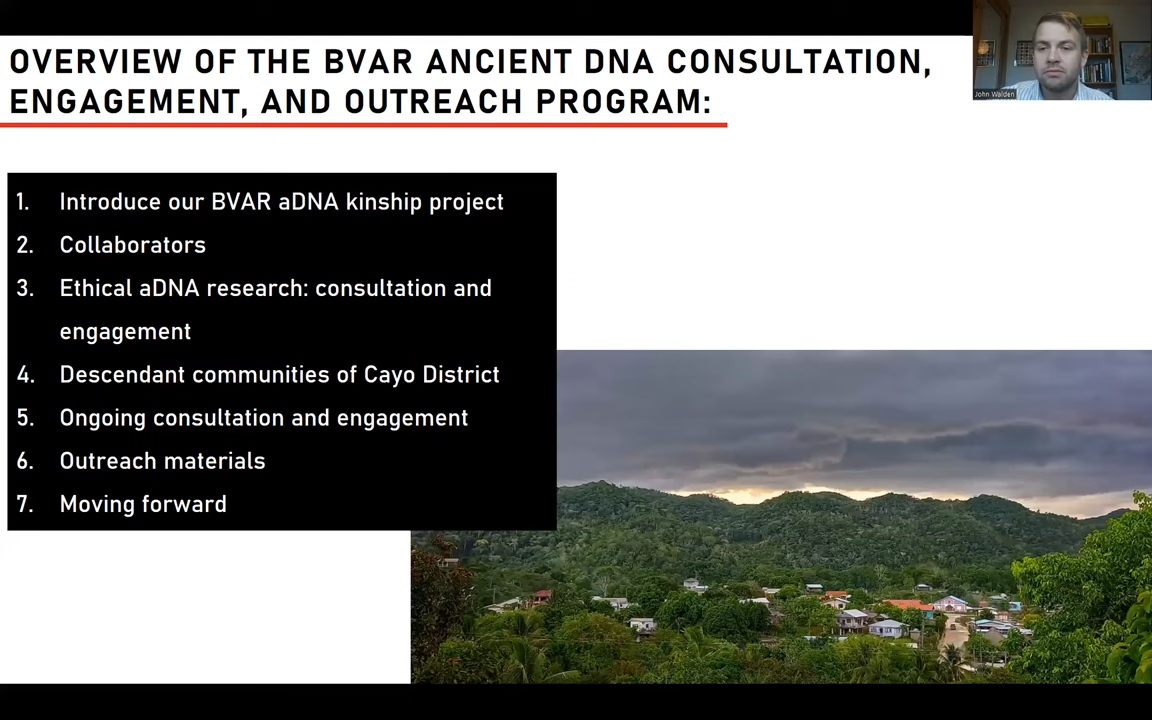 OVERVIEW OF THE BVAR ANCIENT DNA CONSULTATION,
ENGAGEMENT, AND OUTREACH PROGRAM:
John Walden
1. Introduce our BVAR aDNA kinship project
2. Collaborators
3. Ethical aDNA research: consultation and
engagement
4. Descendant communities of Cayo District
5. Ongoing consultation and engagement
6. Outreach materials
7. Moving forward